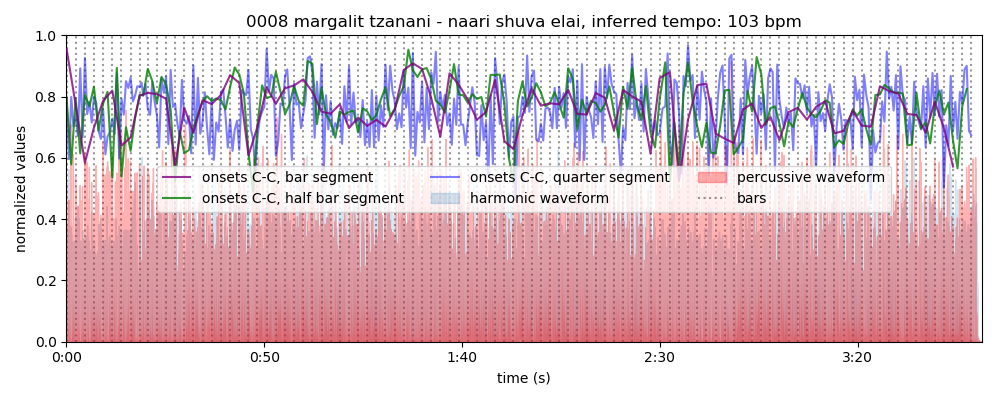 0008 margalit tzanani - naari shuva elai, inferred tempo: 103 bpm
1.0
0.8
0.6
0.4
0.2
0.0
normalized values
onsets C-C, bar segment
onsets C-C, half bar segment
onsets C-C, quarter segment
harmonic waveform
percussive waveform
bars
0:00 0:50 1:40 2:30 3:20
time (s)